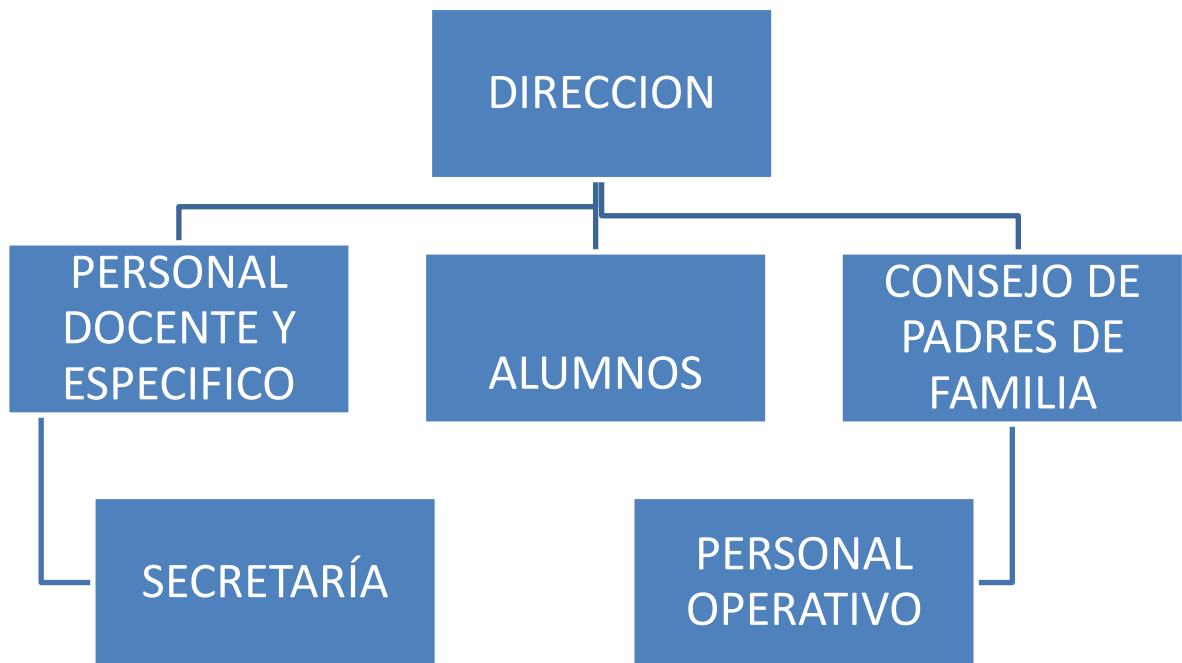 DIRECCION
PERSONAL
DOCENTE Y
ESPECIFICO
ALUMNOS
CONSEJO DE
PADRES DE
FAMILIA
SECRETARÍA
PERSONAL
OPERATIVO